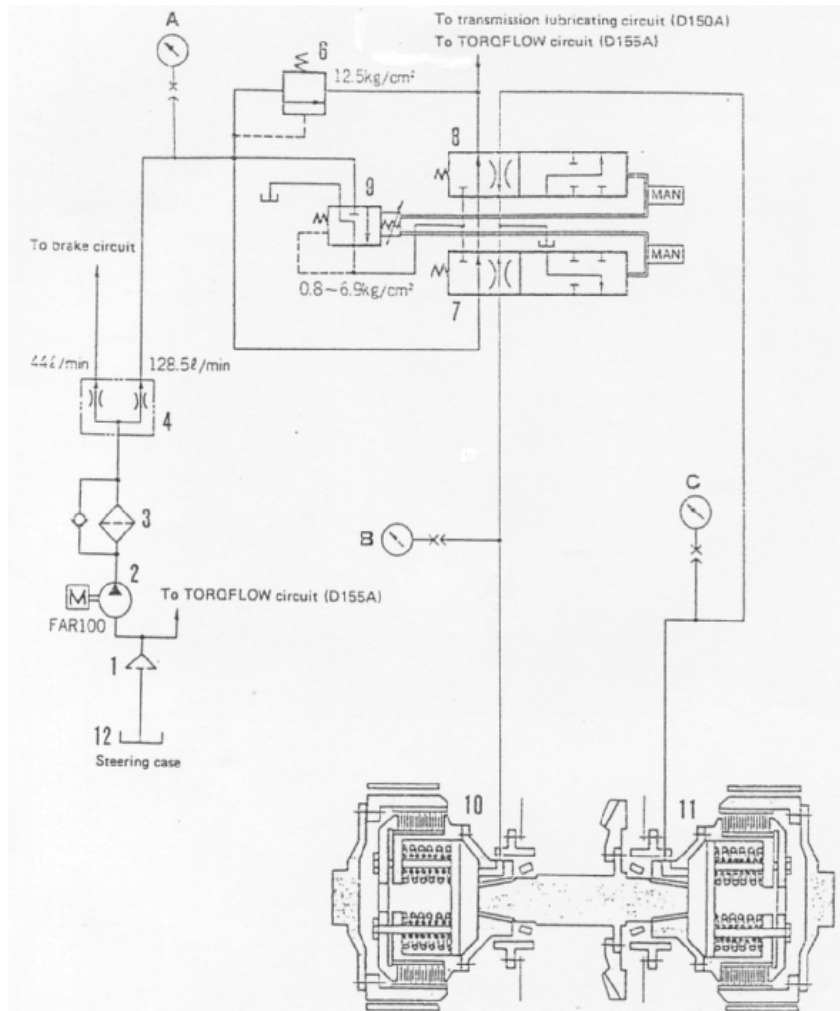 To transmission lubricating circuit (D150A)
To TORQFLOW circuit (D155A)
A
6
12.5kg/cm²
8
9
MAN
MAN
To brake circuit
0.8~6.9kg/cm²
7
44ℓ/min
128.5ℓ/min
4
C
3
B
2
M
To TORQFLOW circuit (D155A)
FAR100
1
12
Steering case
10
11